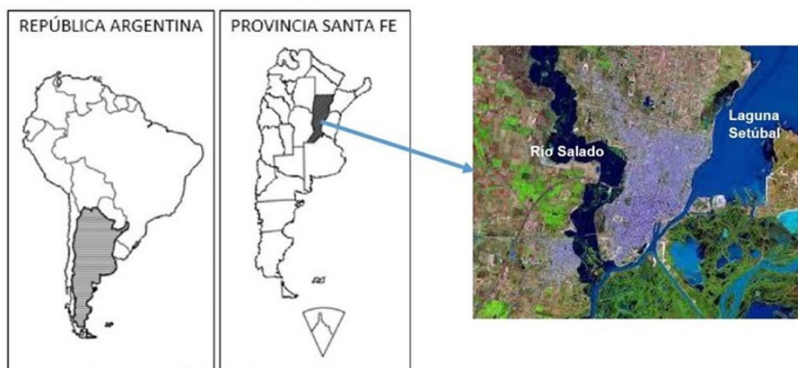 REPÚBLICA ARGENTINA
PROVINCIA SANTA FE
Río Salado
Laguna
Setúbal